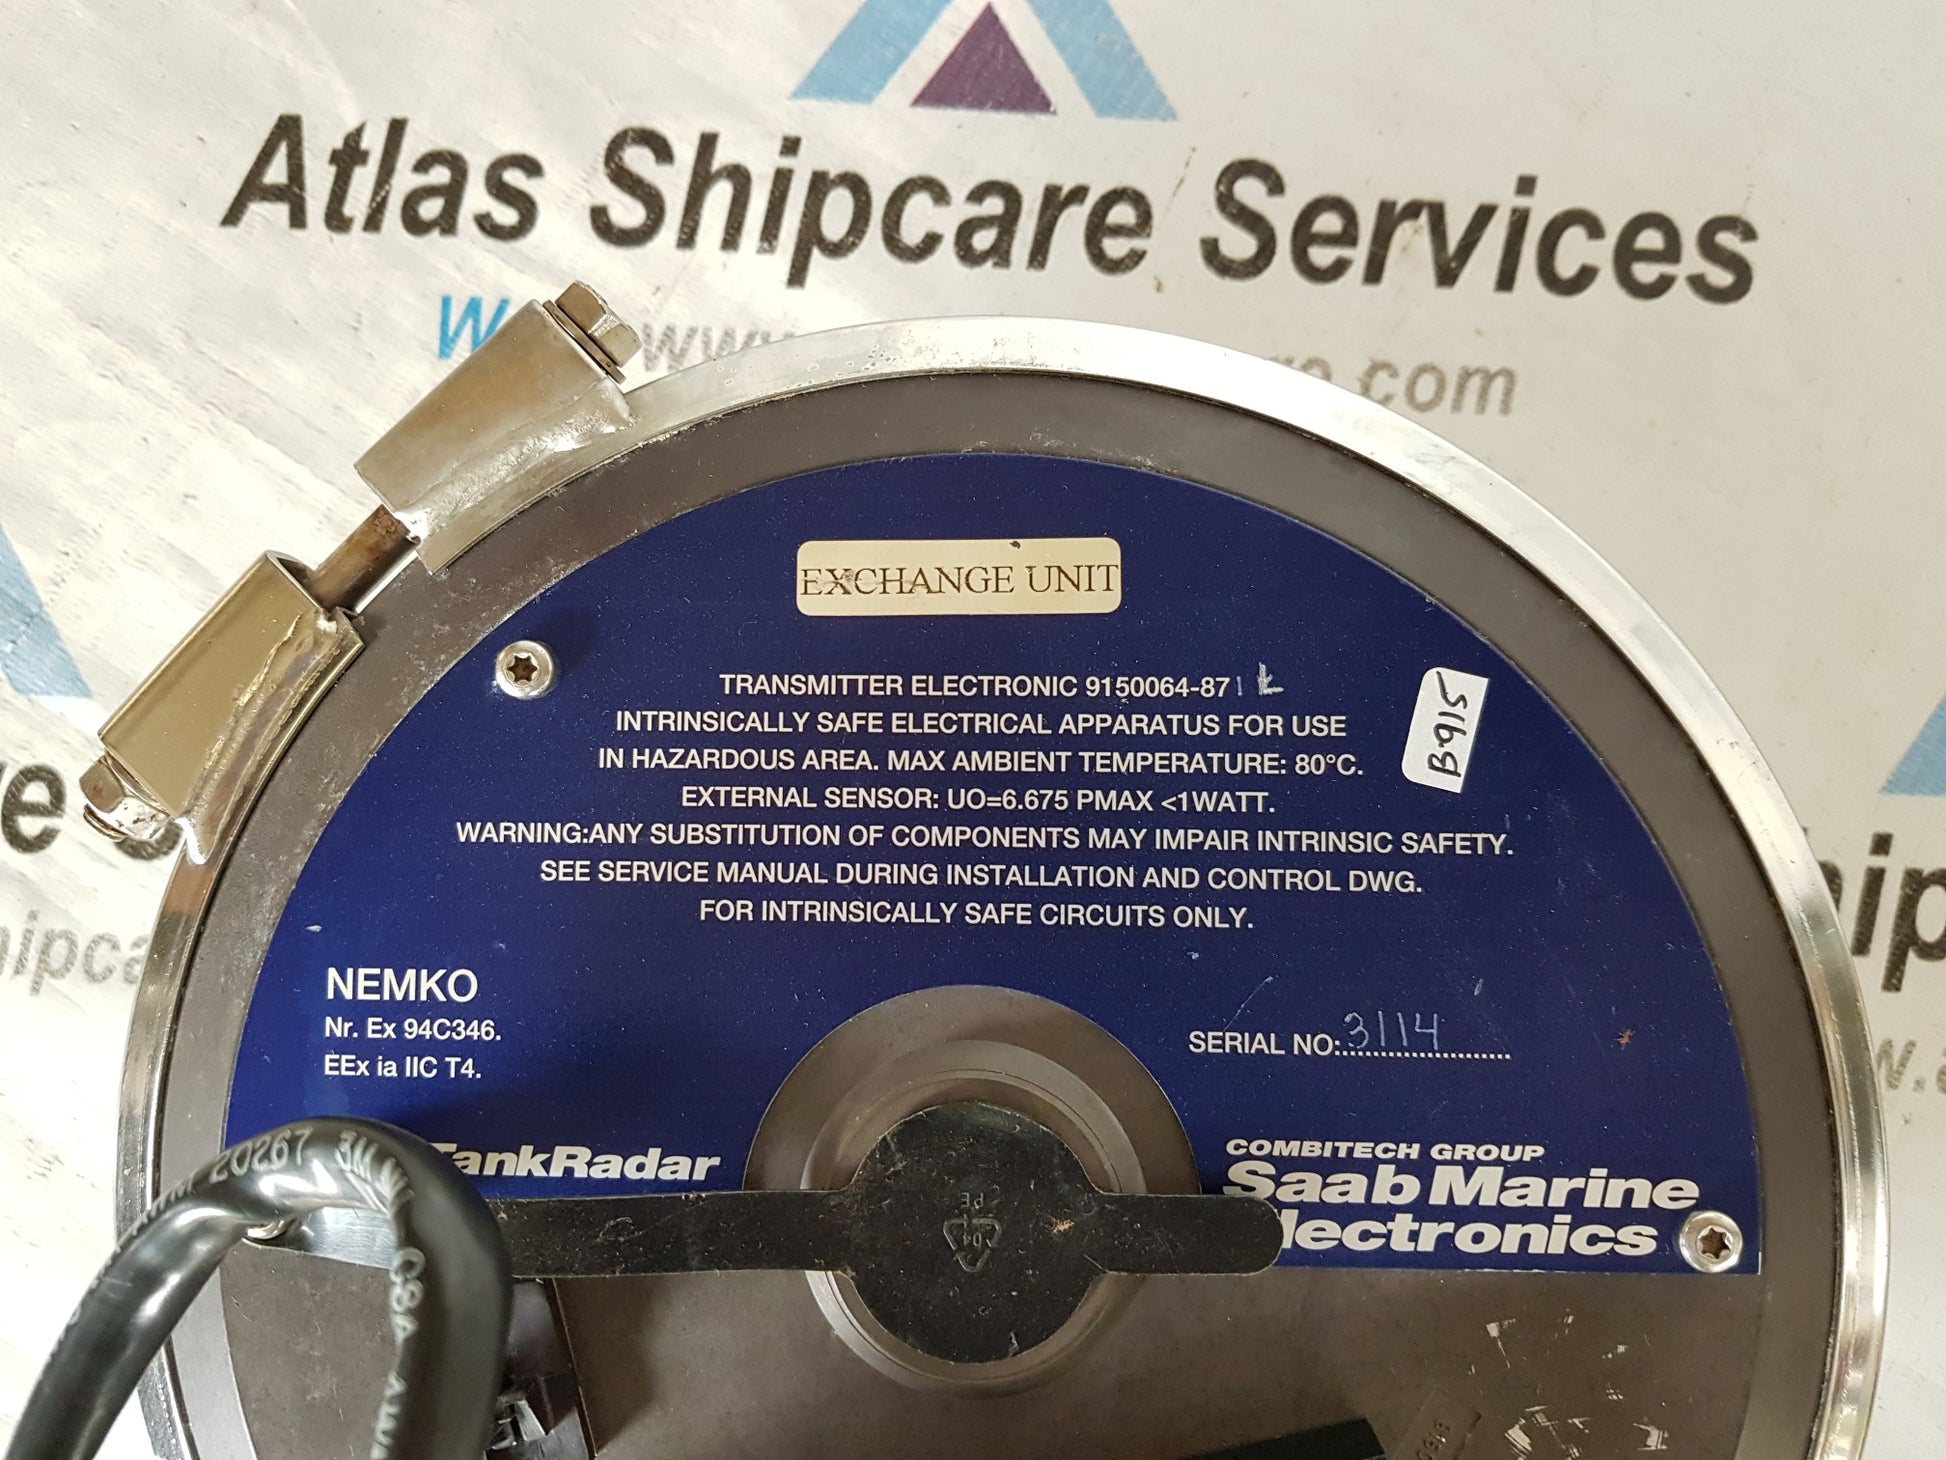 Atlas Shipcare Services
www
.com
EXCHANGE UNIT
TRANSMITTER ELECTRONIC 9150064-871
INTRINSICALLY SAFE ELECTRICAL APPARATUS FOR USE
IN HAZARDOUS AREA. MAX AMBIENT TEMPERATURE: 80°C.
EXTERNAL SENSOR: UO=6.675 PMAX <1WATT.
WARNING:ANY SUBSTITUTION OF COMPONENTS MAY IMPAIR INTRINSIC SAFETY.
SEE SERVICE MANUAL DURING INSTALLATION AND CONTROL DWG.
FOR INTRINSICALLY SAFE CIRCUITS ONLY.
B915
NEMKO
Nr. Ex 94C346.
EEx ia IIC T4.
SERIAL NO:3114
TankRadar
COMBITECH GROUP
Saab Marine
lectronics
20267
PE
04